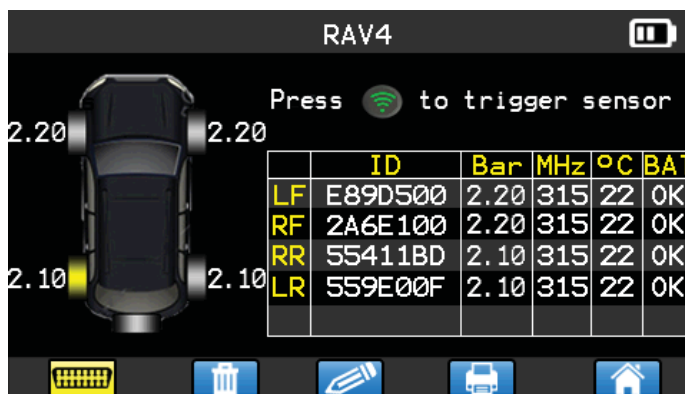 RAV4
Press to trigger sensor
2.20 2.20
ID Bar MHz °C BAT
LF E89D500 2.20 315 22 OK
RF 2A6E100 2.20 315 22 OK
RR 55411BD 2.10 315 22 OK
2.10 2.10
LR 559E00F 2.10 315 22 OK